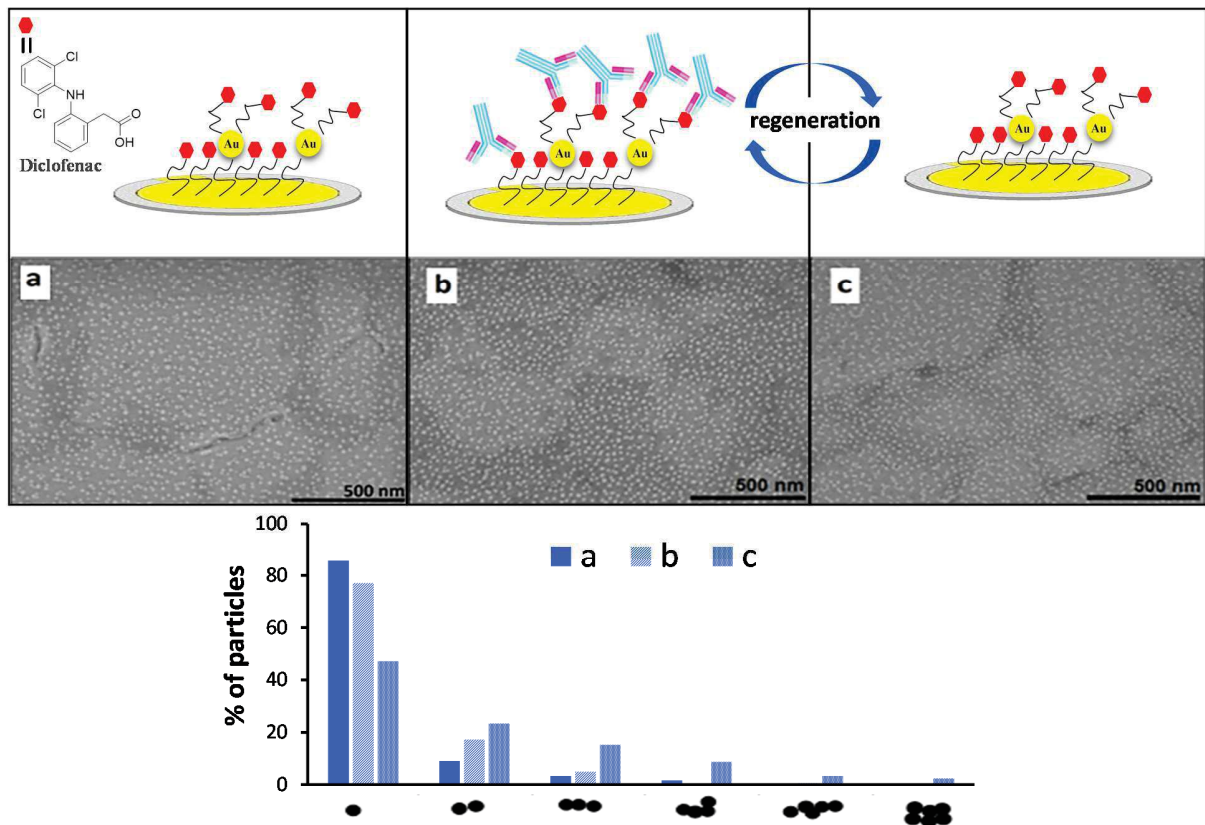 Cl
Cl
NH
O
OH
Diclofenac
Au
Au
Au
Au
regeneration
Au
Au
a
b
c
500 nm
500 nm
500 nm
100
80
60
40
20
0
% of particles
a
b
c